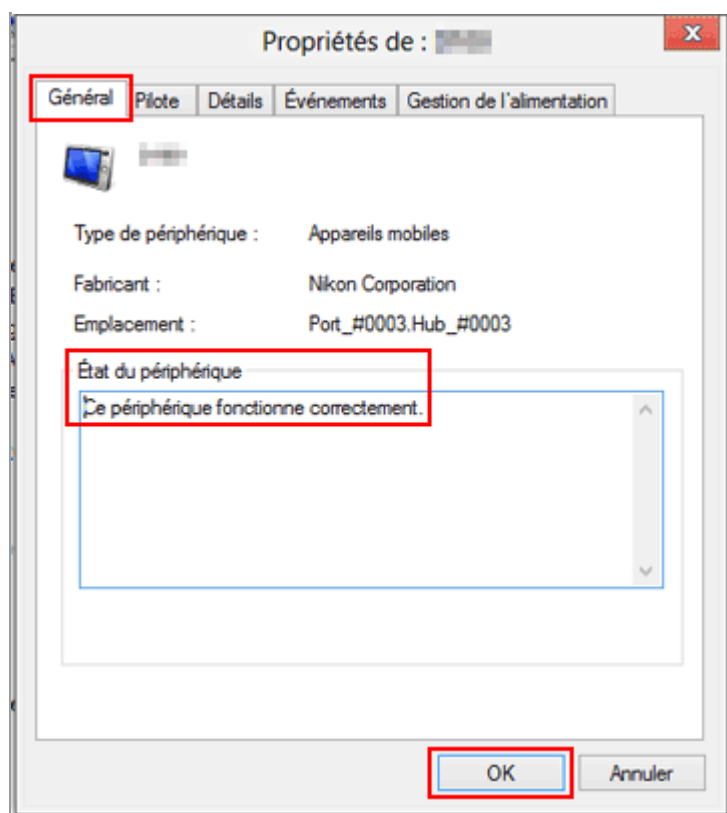 Propriétés de :
Général Pilote Détails Événements Gestion de l'alimentation
Type de périphérique : Appareils mobiles
Fabricant : Nikon Corporation
Emplacement : Port_#0003.Hub_#0003
État du périphérique
Ce périphérique fonctionne correctement.
OK Annuler